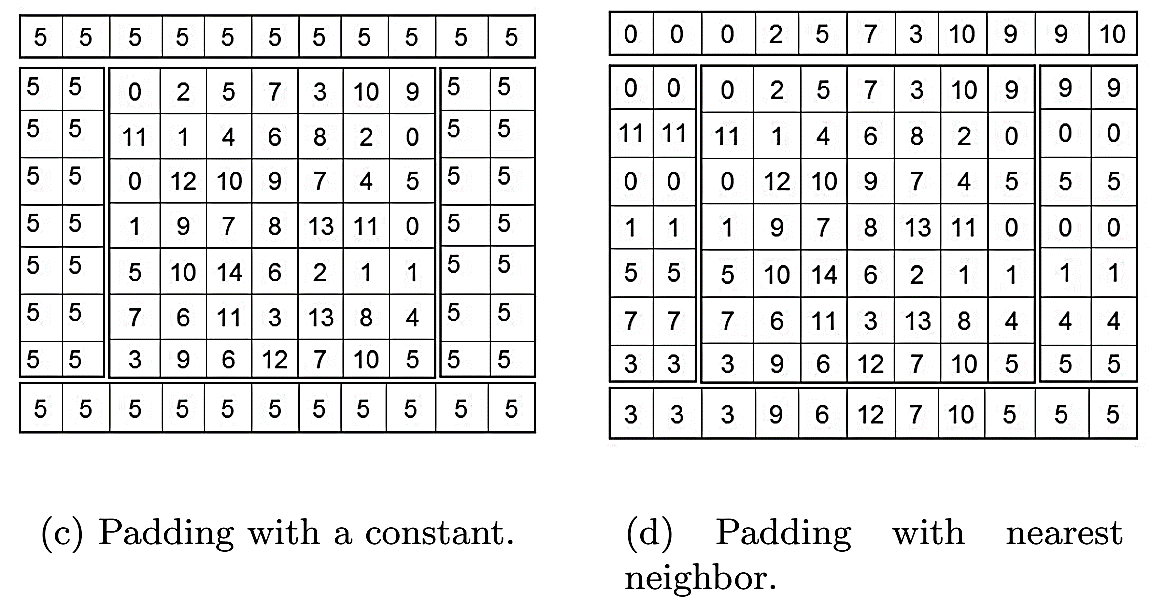 5 5 5 5 5 5 5 5 5 5 5
5 5 0 2 5 7 3 10 9 5 5
5 5 11 1 4 6 8 2 0 5 5
5 5 0 12 10 9 7 4 5 5 5
5 5 1 9 7 8 13 11 0 5 5
5 5 5 10 14 6 2 1 1 5 5
5 5 7 6 11 3 13 8 4 5 5
5 5 3 9 6 12 7 10 5 5 5
5 5 5 5 5 5 5 5 5 5 5
(c) Padding with a constant.
0 0 0 2 5 7 3 10 9 9 10
0 0 0 2 5 7 3 10 9 9 9
11 11 11 1 4 6 8 2 0 0 0
0 0 0 12 10 9 7 4 5 5 5
1 1 1 9 7 8 13 11 0 0 0
5 5 5 10 14 6 2 1 1 1 1
7 7 7 6 11 3 13 8 4 4 4
3 3 3 9 6 12 7 10 5 5 5
3 3 3 9 6 12 7 10 5 5 5
(d) Padding with nearest
neighbor.